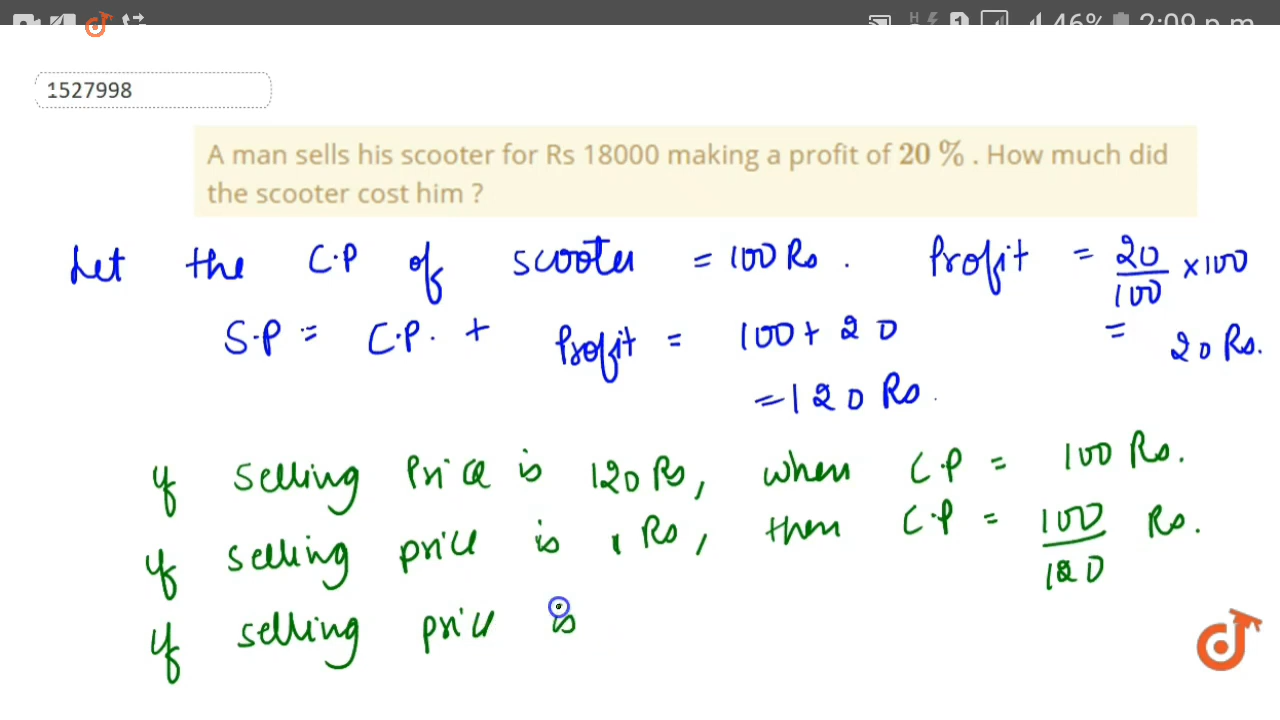 46% 2:09 p.m.
1527998
A man sells his scooter for Rs 18000 making a profit of 20 % . How much did
the scooter cost him ?
Let the C.P of scooter = 100 Rs . Profit = 20/100 × 100
S.P = C.P. + Profit = 100 + 20 = 20 Rs.
= 120 Rs .
If selling Price is 120 Rs, when C.P = 100 Rs.
If selling price is 1 Rs, then C.P = 100/120 Rs.
If selling price is